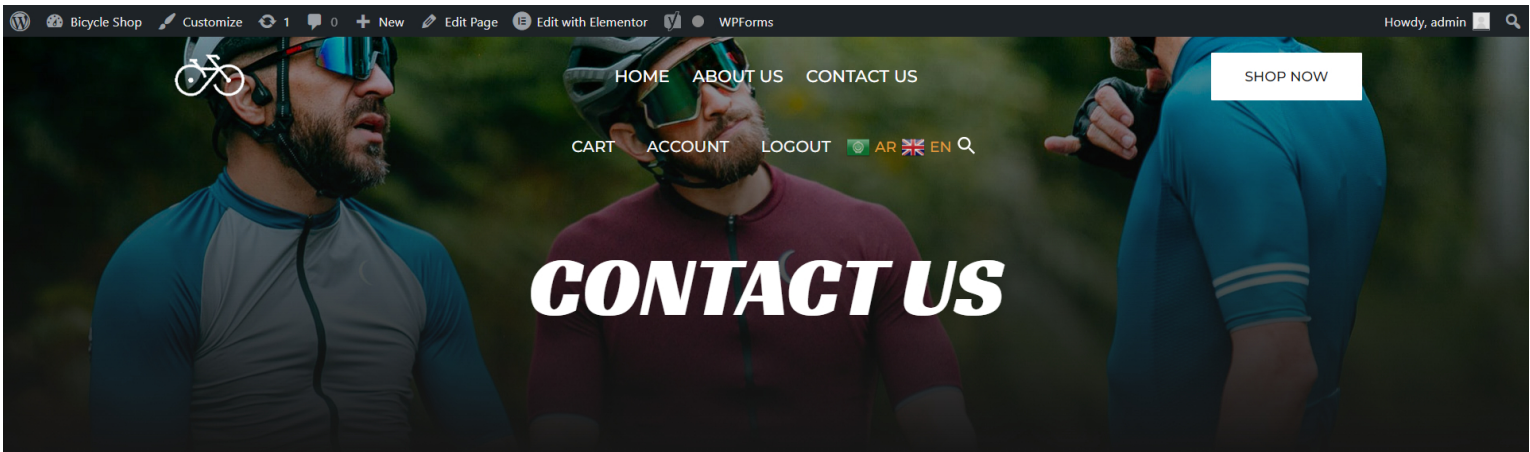 Bicycle Shop Customize 1 0 New Edit Page Edit with Elementor WPForms Howdy, admin
HOME ABOUT US CONTACT US SHOP NOW
CART ACCOUNT LOGOUT AR EN
CONTACT US